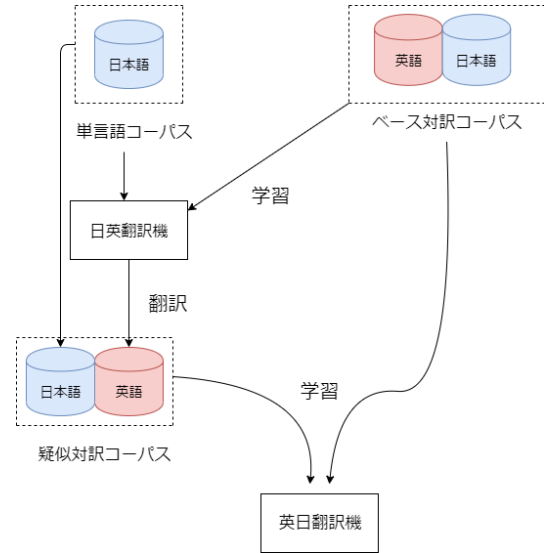 日本語
単言語コーパス
英語
日本語
ベース対訳コーパス
学習
日英翻訳機
翻訳
日本語
英語
疑似対訳コーパス
学習
英日翻訳機